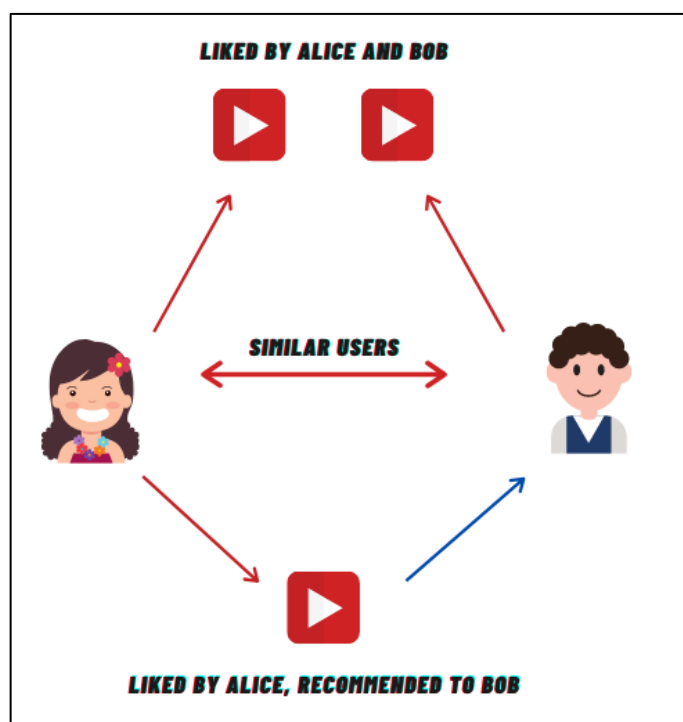 LIKED BY ALICE AND BOB
SIMILAR USERS
LIKED BY ALICE, RECOMMENDED TO BOB